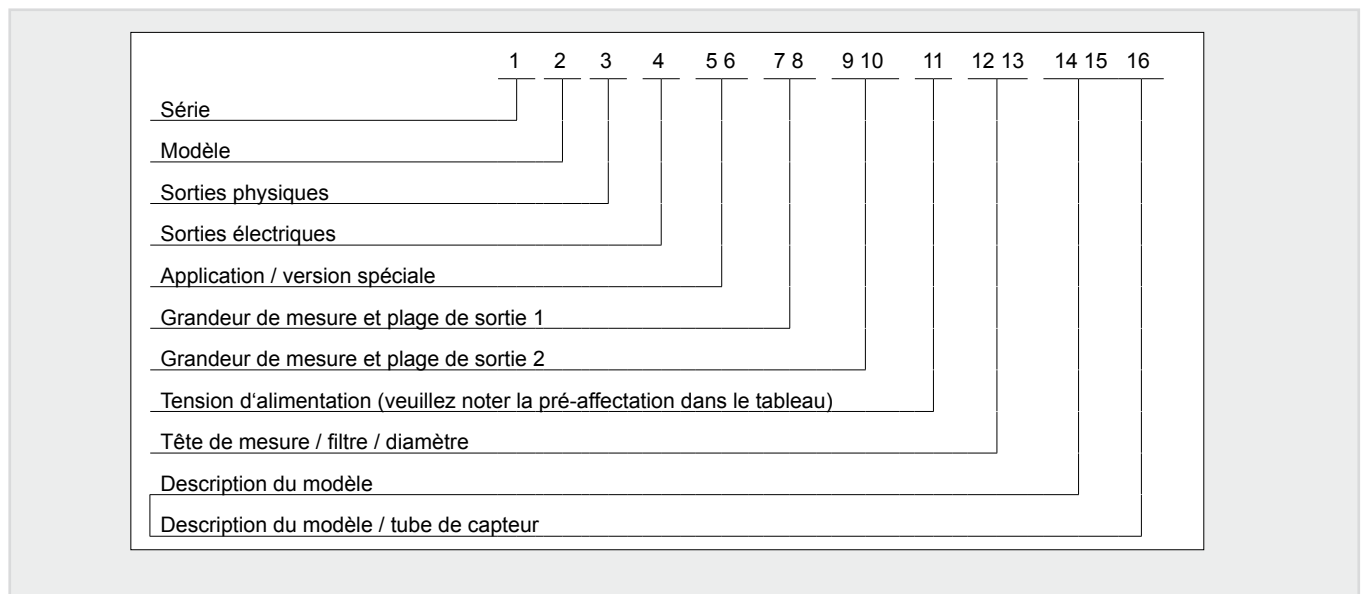 1 2 3 4 5 6 7 8 9 10 11 12 13 14 15 16
Série
Modèle
Sorties physiques
Sorties électriques
Application / version spéciale
Grandeur de mesure et plage de sortie 1
Grandeur de mesure et plage de sortie 2
Tension d‘alimentation (veuillez noter la pré-affectation dans le tableau)
Tête de mesure / filtre / diamètre
Description du modèle
Description du modèle / tube de capteur